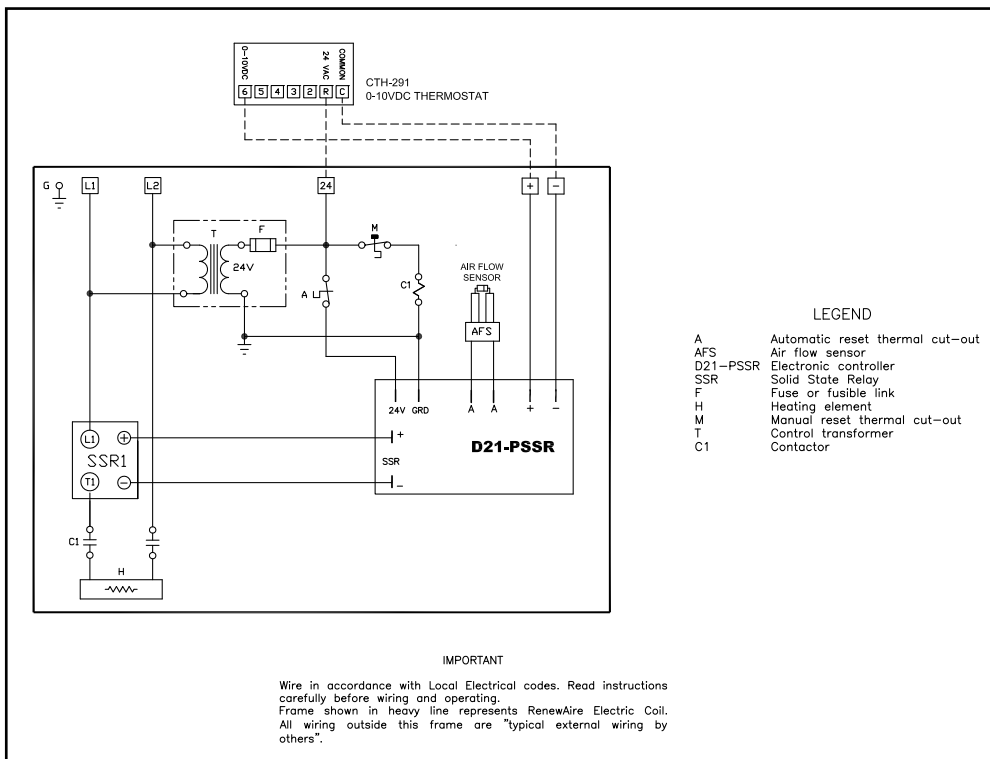 0-10VDC
24 VAC
COMMON
6 5 4 3 2 R C
CTH-291
0-10VDC THERMOSTAT
G L1 L2 24 + -
T F M
24V
A C1
AIR FLOW
SENSOR
AFS
24V GRD A A + -
L1 +
SSR1
T1 -
+
SSR
-
D21-PSSR
C1
H
LEGEND
A Automatic reset thermal cut-out
AFS Air flow sensor
D21-PSSR Electronic controller
SSR Solid State Relay
F Fuse or fusible link
H Heating element
M Manual reset thermal cut-out
T Control transformer
C1 Contactor
IMPORTANT
Wire in accordance with Local Electrical codes. Read instructions
carefully before wiring and operating.
Frame shown in heavy line represents RenewAire Electric Coil.
All wiring outside this frame are "typical external wiring by
others".